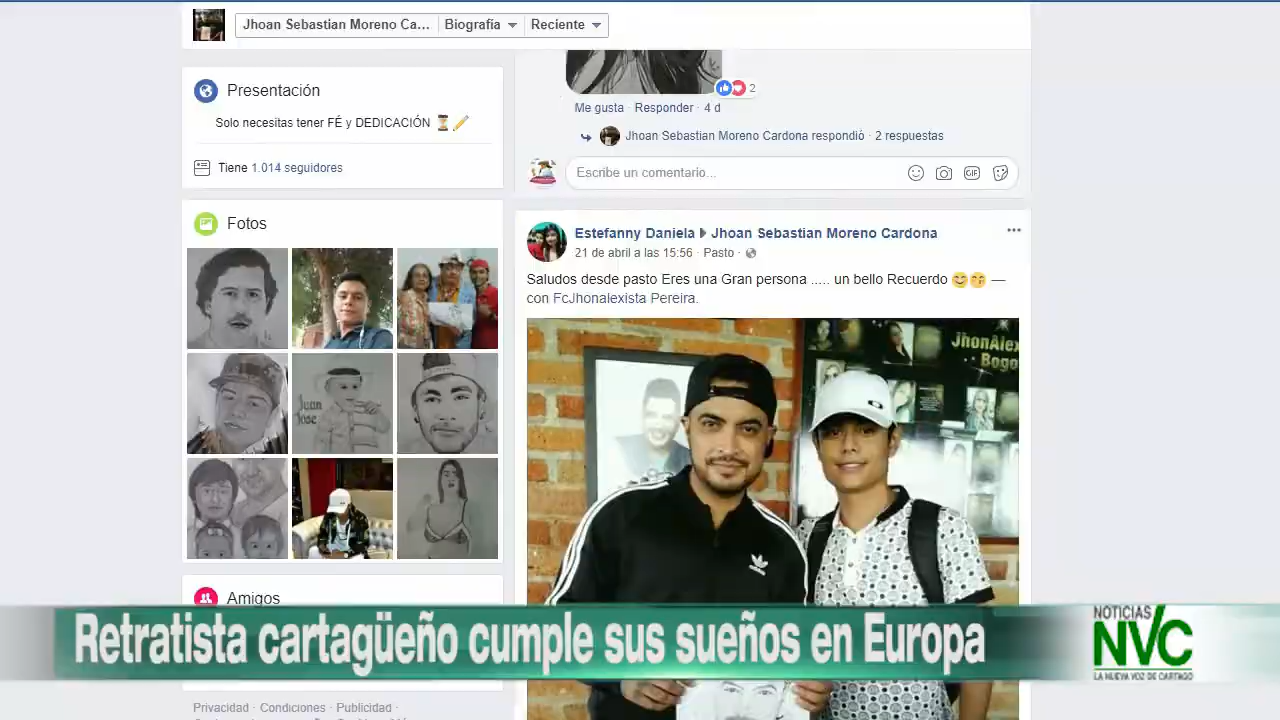 Jhoan Sebastian Moreno Ca... Biografía Reciente
Presentación
Solo necesitas tener FÉ y DEDICACIÓN
Tiene 1.014 seguidores
Fotos
Juan
Jose
Amigos
Privacidad · Condiciones · Publicidad ·
2
Me gusta · Responder · 4 d
Jhoan Sebastian Moreno Cardona respondió · 2 respuestas
Escribe un comentario...
GIF
Estefanny Daniela Jhoan Sebastian Moreno Cardona
21 de abril a las 15:56 · Pasto ·
Saludos desde pasto Eres una Gran persona ..... un bello Recuerdo 😊😚 —
con FcJhonalexista Pereira.
JhonAlex
Bogo
Retratista cartagüeño cumple sus sueños en Europa
NOTICIAS
NVC
LA NUEVA VOZ DE CARTAGO